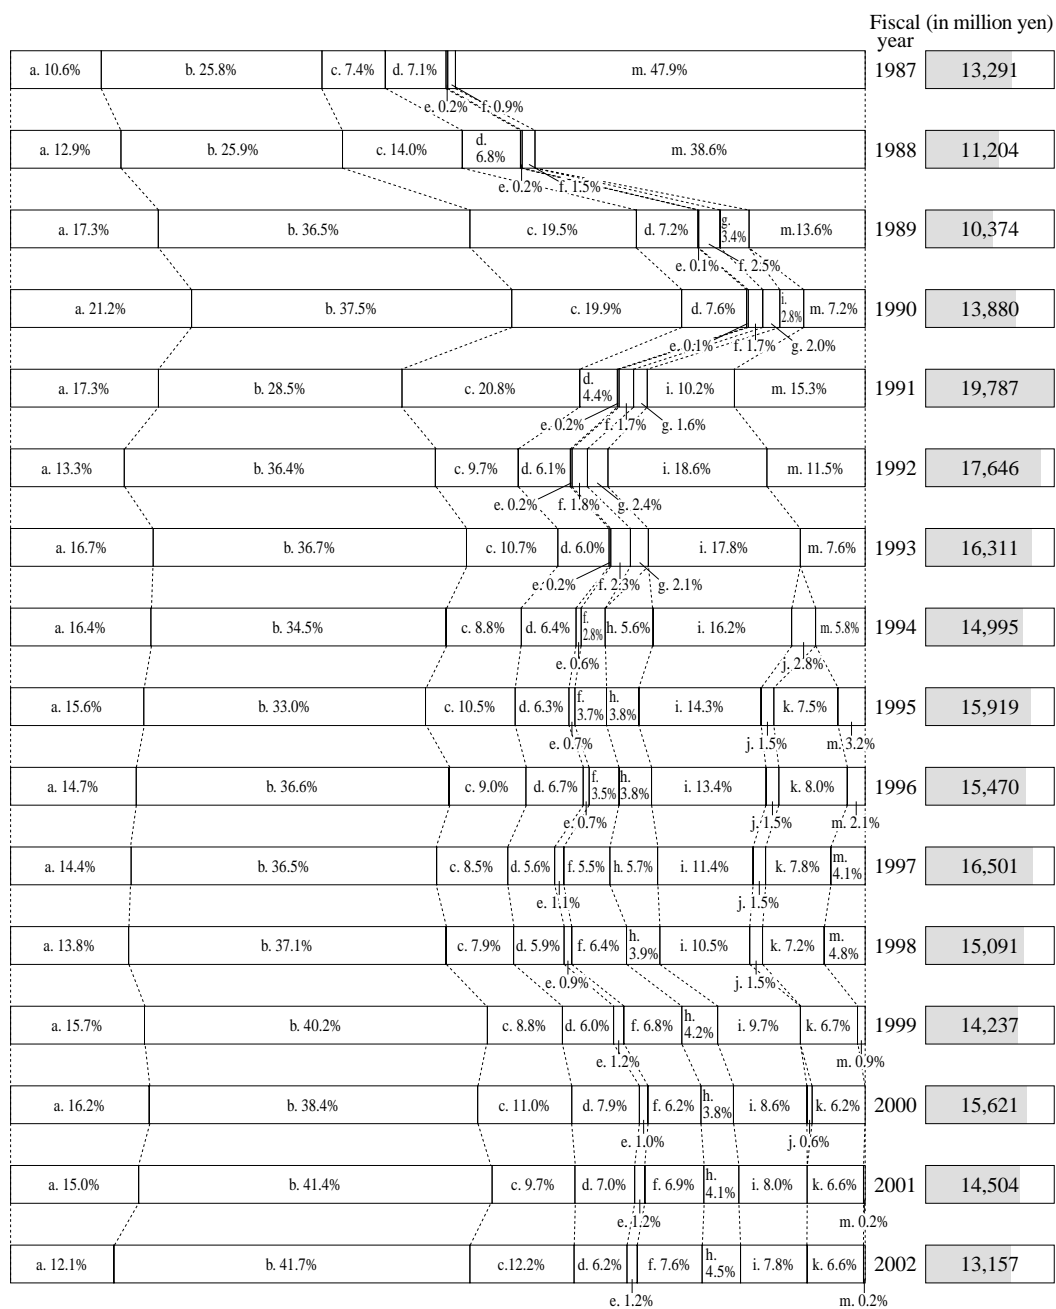 Fiscal (in million yen)
year
a. 10.6% b. 25.8% c. 7.4% d. 7.1% m. 47.9% 1987 13,291
e. 0.2% f. 0.9%
a. 12.9% b. 25.9% c. 14.0% d. 6.8% m. 38.6% 1988 11,204
e. 0.2% f. 1.5%
a. 17.3% b. 36.5% c. 19.5% d. 7.2% g. 3.4% m.13.6% 1989 10,374
e. 0.1% f. 2.5%
a. 21.2% b. 37.5% c. 19.9% d. 7.6% i. 2.8% m. 7.2% 1990 13,880
e. 0.1% f. 1.7% g. 2.0%
a. 17.3% b. 28.5% c. 20.8% d. 4.4% i. 10.2% m. 15.3% 1991 19,787
e. 0.2% f. 1.7% g. 1.6%
a. 13.3% b. 36.4% c. 9.7% d. 6.1% i. 18.6% m. 11.5% 1992 17,646
e. 0.2% f. 1.8% g. 2.4%
a. 16.7% b. 36.7% c. 10.7% d. 6.0% i. 17.8% m. 7.6% 1993 16,311
e. 0.2% f. 2.3% g. 2.1%
a. 16.4% b. 34.5% c. 8.8% d. 6.4% f. 2.8% h. 5.6% i. 16.2% m. 5.8% 1994 14,995
e. 0.6% j. 2.8%
a. 15.6% b. 33.0% c. 10.5% d. 6.3% f. 3.7% h. 3.8% i. 14.3% k. 7.5% 1995 15,919
e. 0.7% j. 1.5% m. 3.2%
a. 14.7% b. 36.6% c. 9.0% d. 6.7% f. 3.5% h. 3.8% i. 13.4% k. 8.0% 1996 15,470
e. 0.7% j. 1.5% m. 2.1%
a. 14.4% b. 36.5% c. 8.5% d. 5.6% f. 5.5% h. 5.7% i. 11.4% k. 7.8% m. 4.1% 1997 16,501
e. 1.1% j. 1.5%
a. 13.8% b. 37.1% c. 7.9% d. 5.9% f. 6.4% h. 3.9% i. 10.5% k. 7.2% m. 4.8% 1998 15,091
e. 0.9% j. 1.5%
a. 15.7% b. 40.2% c. 8.8% d. 6.0% f. 6.8% h. 4.2% i. 9.7% k. 6.7% 1999 14,237
e. 1.2% m. 0.9%
a. 16.2% b. 38.4% c. 11.0% d. 7.9% f. 6.2% h. 3.8% i. 8.6% k. 6.2% 2000 15,621
e. 1.0% j. 0.6%
a. 15.0% b. 41.4% c. 9.7% d. 7.0% f. 6.9% h. 4.1% i. 8.0% k. 6.6% 2001 14,504
e. 1.2% m. 0.2%
a. 12.1% b. 41.7% c.12.2% d. 6.2% f. 7.6% h. 4.5% i. 7.8% k. 6.6% 2002 13,157
e. 1.2% m. 0.2%